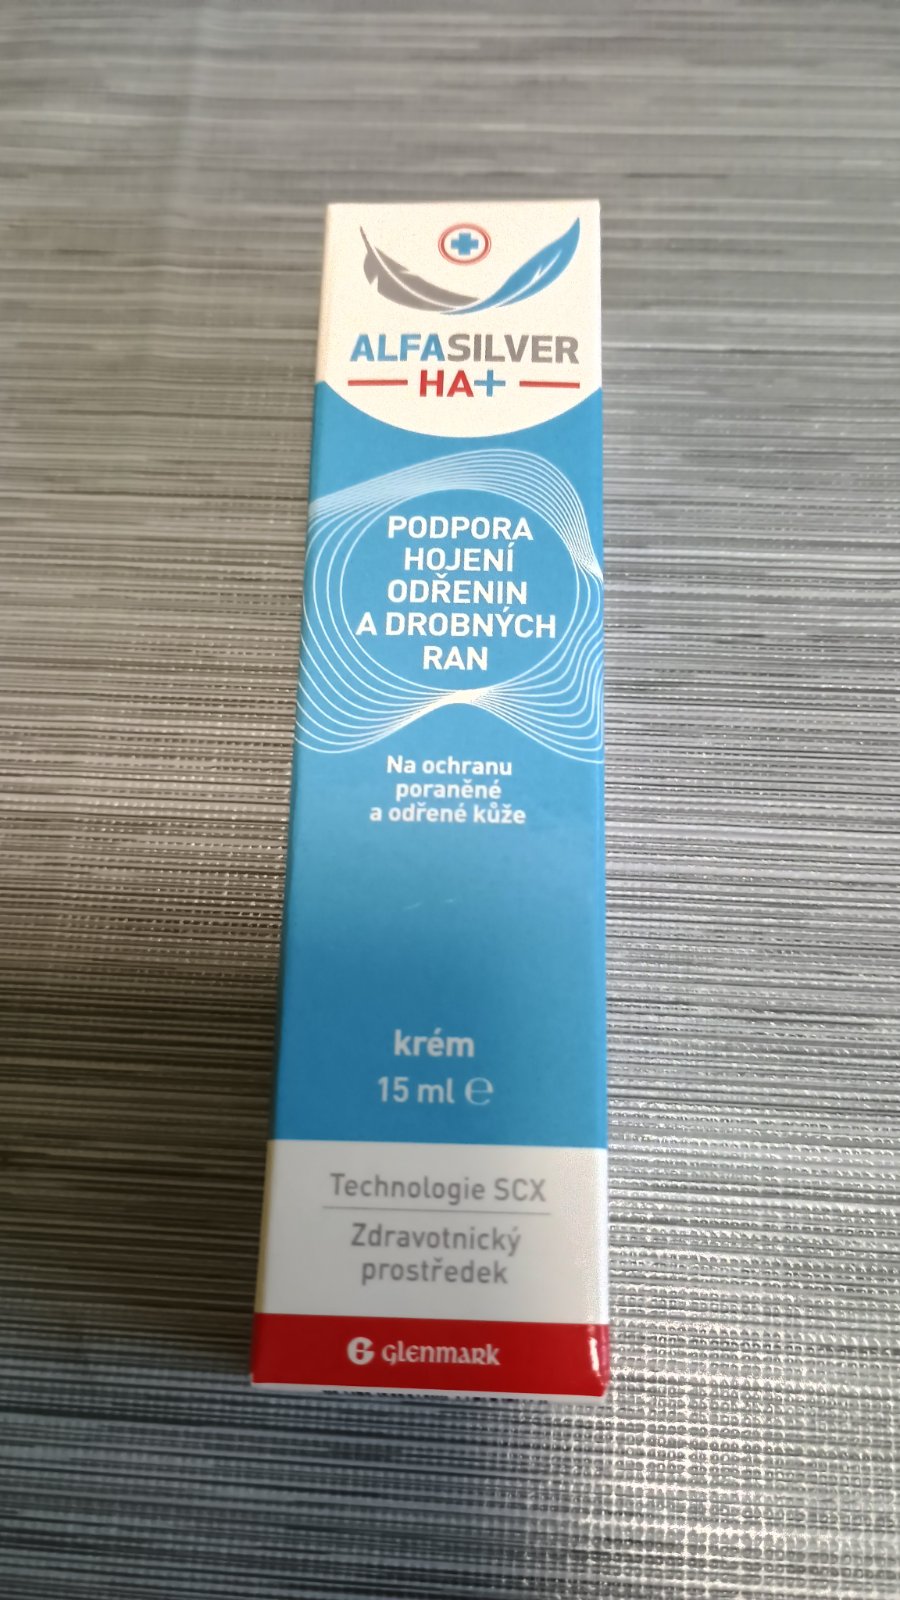 ALFASILVER
HA+
PODPORA
HOJENÍ
ODŘENIN
A DROBNÝCH
RAN
Na ochranu
poraněné
a odřené kůže
krém
15 ml ℮
Technologie SCX
Zdravotnický
prostředek
G Glenmark